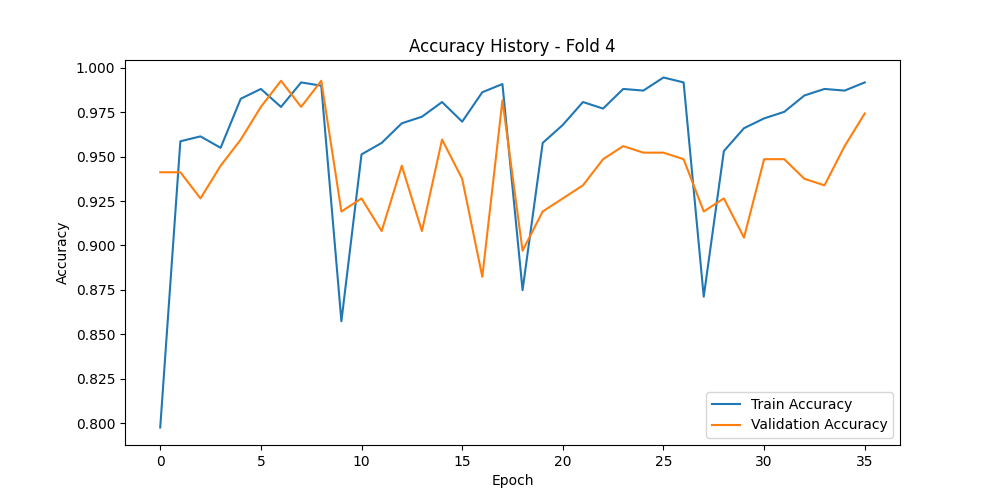 Accuracy History - Fold 4
Accuracy
1.000
0.975
0.950
0.925
0.900
0.875
0.850
0.825
0.800
0 5 10 15 20 25 30 35
Epoch
Train Accuracy
Validation Accuracy